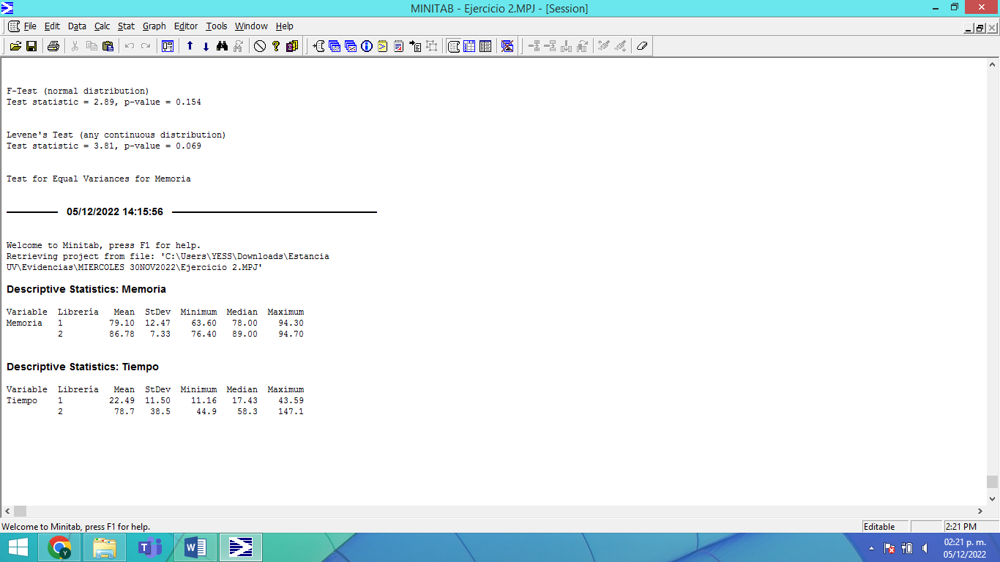 MINITAB - Ejercicio 2.MPJ - [Session]
File Edit Data Calc Stat Graph Editor Tools Window Help
F-Test (normal distribution)
Test statistic = 2.89, p-value = 0.154
Levene's Test (any continuous distribution)
Test statistic = 3.81, p-value = 0.069
Test for Equal Variances for Memoria
05/12/2022 14:15:56
Welcome to Minitab, press F1 for help.
Retrieving project from file: 'C:\Users\YESS\Downloads\Estancia
UV\Evidencias\MIERCOLES 30NOV2022\Ejercicio 2.MPJ'
Descriptive Statistics: Memoria
Variable Librería Mean StDev Minimum Median Maximum
Memoria 1 79.10 12.47 63.60 78.00 94.30
2 86.78 7.33 76.40 89.00 94.70
Descriptive Statistics: Tiempo
Variable Librería Mean StDev Minimum Median Maximum
Tiempo 1 22.49 11.50 11.16 17.43 43.59
2 78.7 38.5 44.9 58.3 147.1
Welcome to Minitab, press F1 for help.
Editable
2:21 PM
02:21 p. m.
05/12/2022